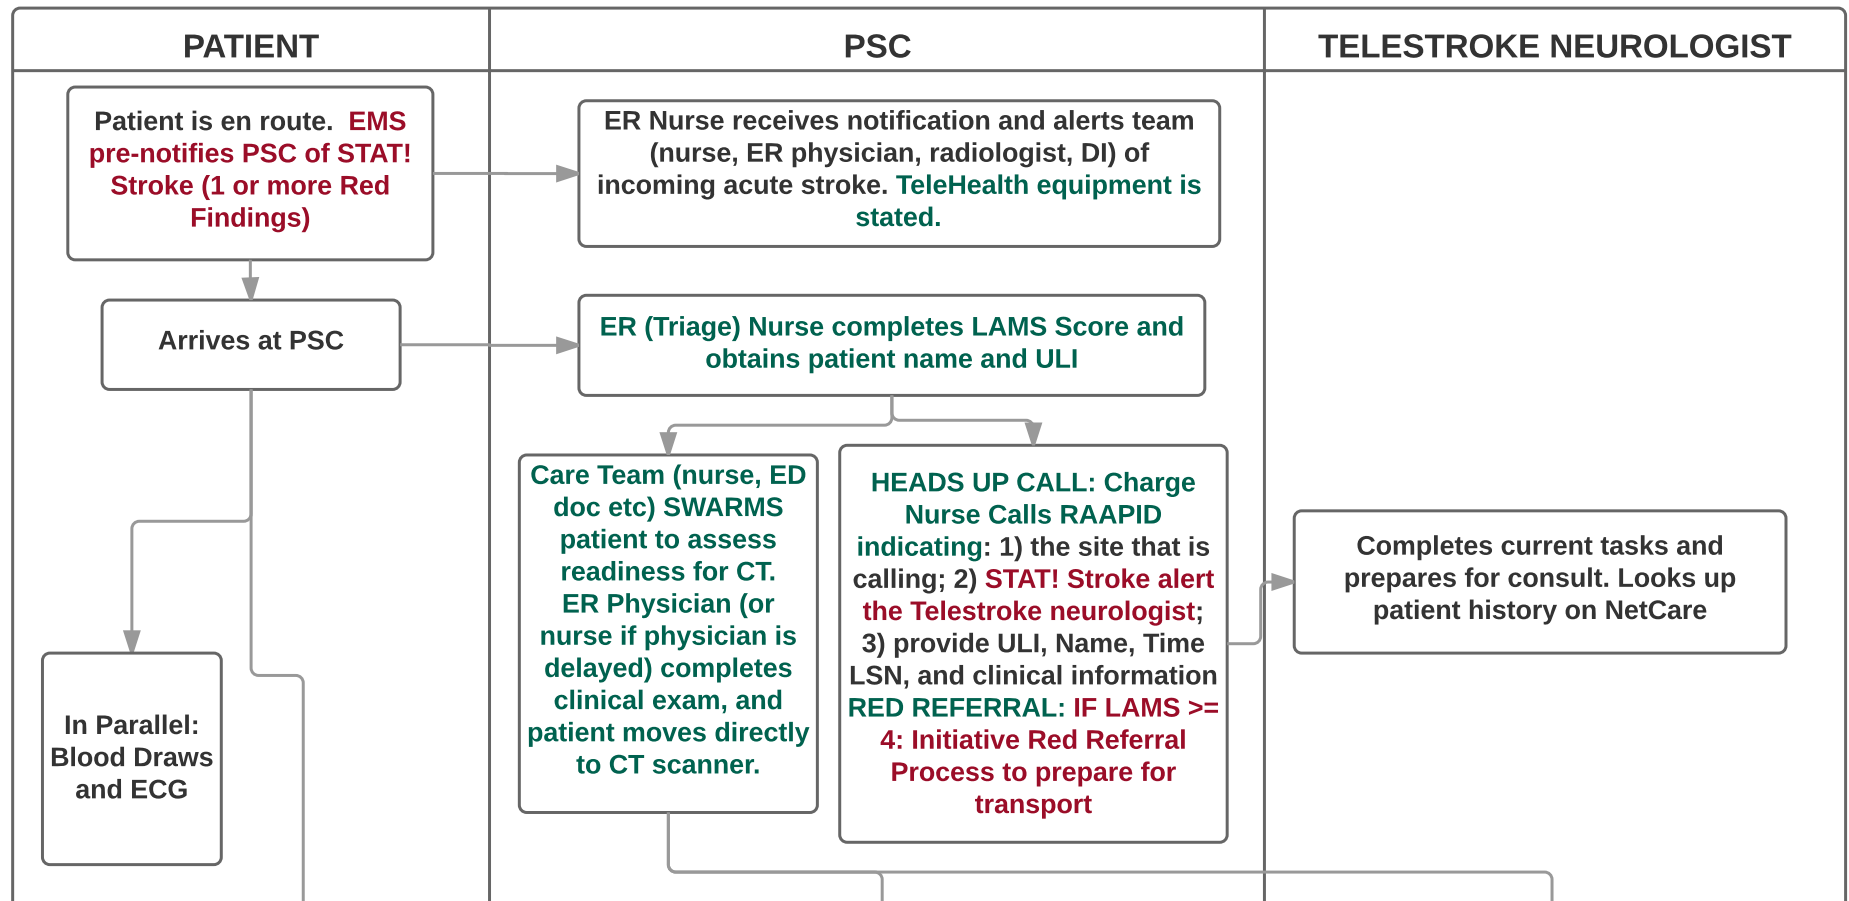 PATIENT
PSC
TELESTROKE NEUROLOGIST
Patient is en route. EMS
pre-notifies PSC of STAT!
Stroke (1 or more Red
Findings)
ER Nurse receives notification and alerts team
(nurse, ER physician, radiologist, DI) of
incoming acute stroke. TeleHealth equipment is
stated.
Arrives at PSC
ER (Triage) Nurse completes LAMS Score and
obtains patient name and ULI
Care Team (nurse, ED
doc etc) SWARMS
patient to assess
readiness for CT.
ER Physician (or
nurse if physician is
delayed) completes
clinical exam, and
patient moves directly
to CT scanner.
HEADS UP CALL: Charge
Nurse Calls RAAPID
indicating: 1) the site that is
calling; 2) STAT! Stroke alert
the Telestroke neurologist;
3) provide ULI, Name, Time
LSN, and clinical information
RED REFERRAL: IF LAMS >=
4: Initiative Red Referral
Process to prepare for
transport
Completes current tasks and
prepares for consult. Looks up
patient history on NetCare
In Parallel:
Blood Draws
and ECG